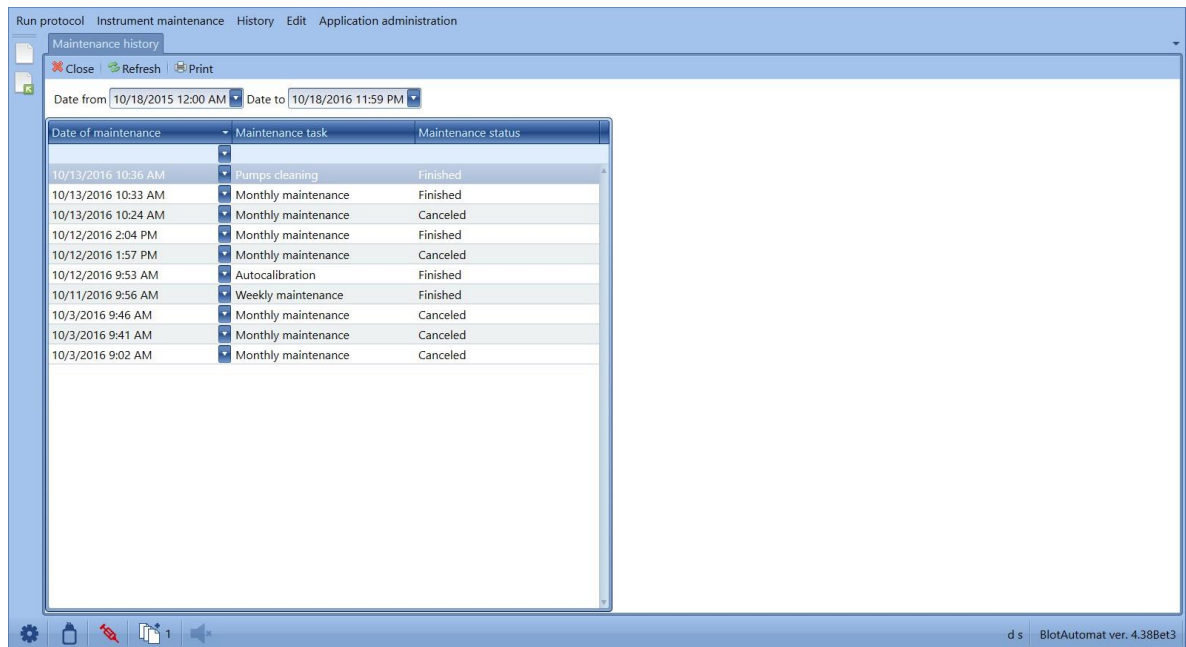 Run protocol Instrument maintenance History Edit Application administration
Maintenance history
Close Refresh Print
Date from 10/18/2015 12:00 AM Date to 10/18/2016 11:59 PM
Date of maintenance Maintenance task Maintenance status
10/13/2016 10:36 AM Pumps cleaning Finished
10/13/2016 10:33 AM Monthly maintenance Finished
10/13/2016 10:24 AM Monthly maintenance Canceled
10/12/2016 2:04 PM Monthly maintenance Finished
10/12/2016 1:57 PM Monthly maintenance Canceled
10/12/2016 9:53 AM Autocalibration Finished
10/11/2016 9:56 AM Weekly maintenance Finished
10/3/2016 9:46 AM Monthly maintenance Canceled
10/3/2016 9:41 AM Monthly maintenance Canceled
10/3/2016 9:02 AM Monthly maintenance Canceled
1 d s BlotAutomat ver. 4.38Bet3